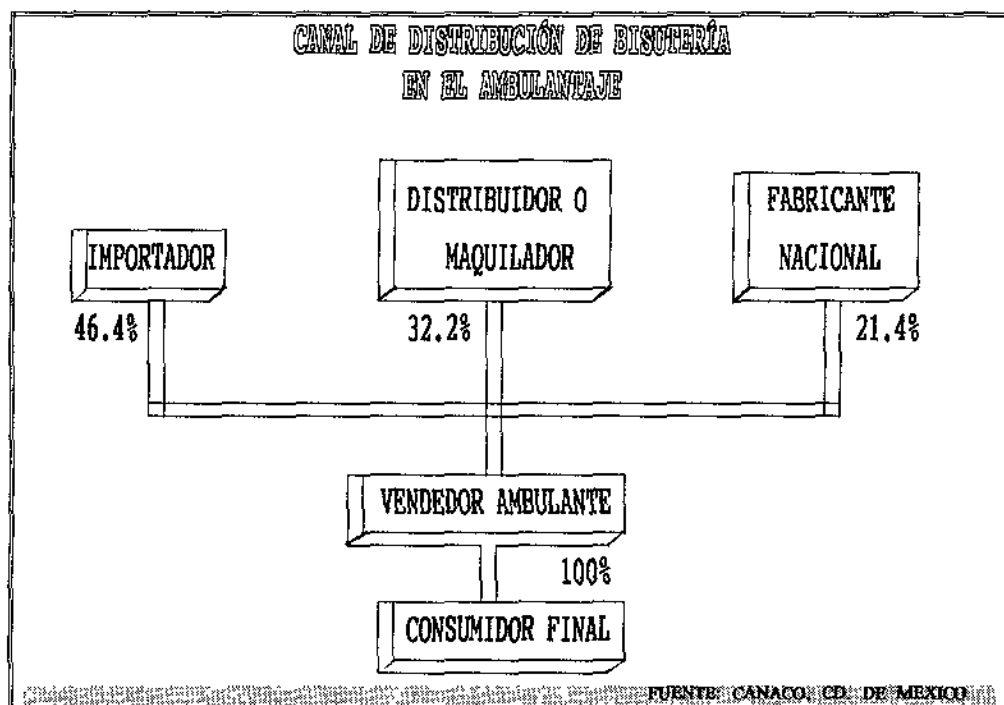 CANAL DE DISTRIBUCIÓN DE BISUTERÍA
EN EL AMBULANTAJE
IMPORTADOR
46.4%
DISTRIBUIDOR O
MAQUILADOR
32.2%
FABRICANTE
NACIONAL
21.4%
VENDEDOR AMBULANTE
100%
CONSUMIDOR FINAL
FUENTE: CANACO, CD. DE MEXICO